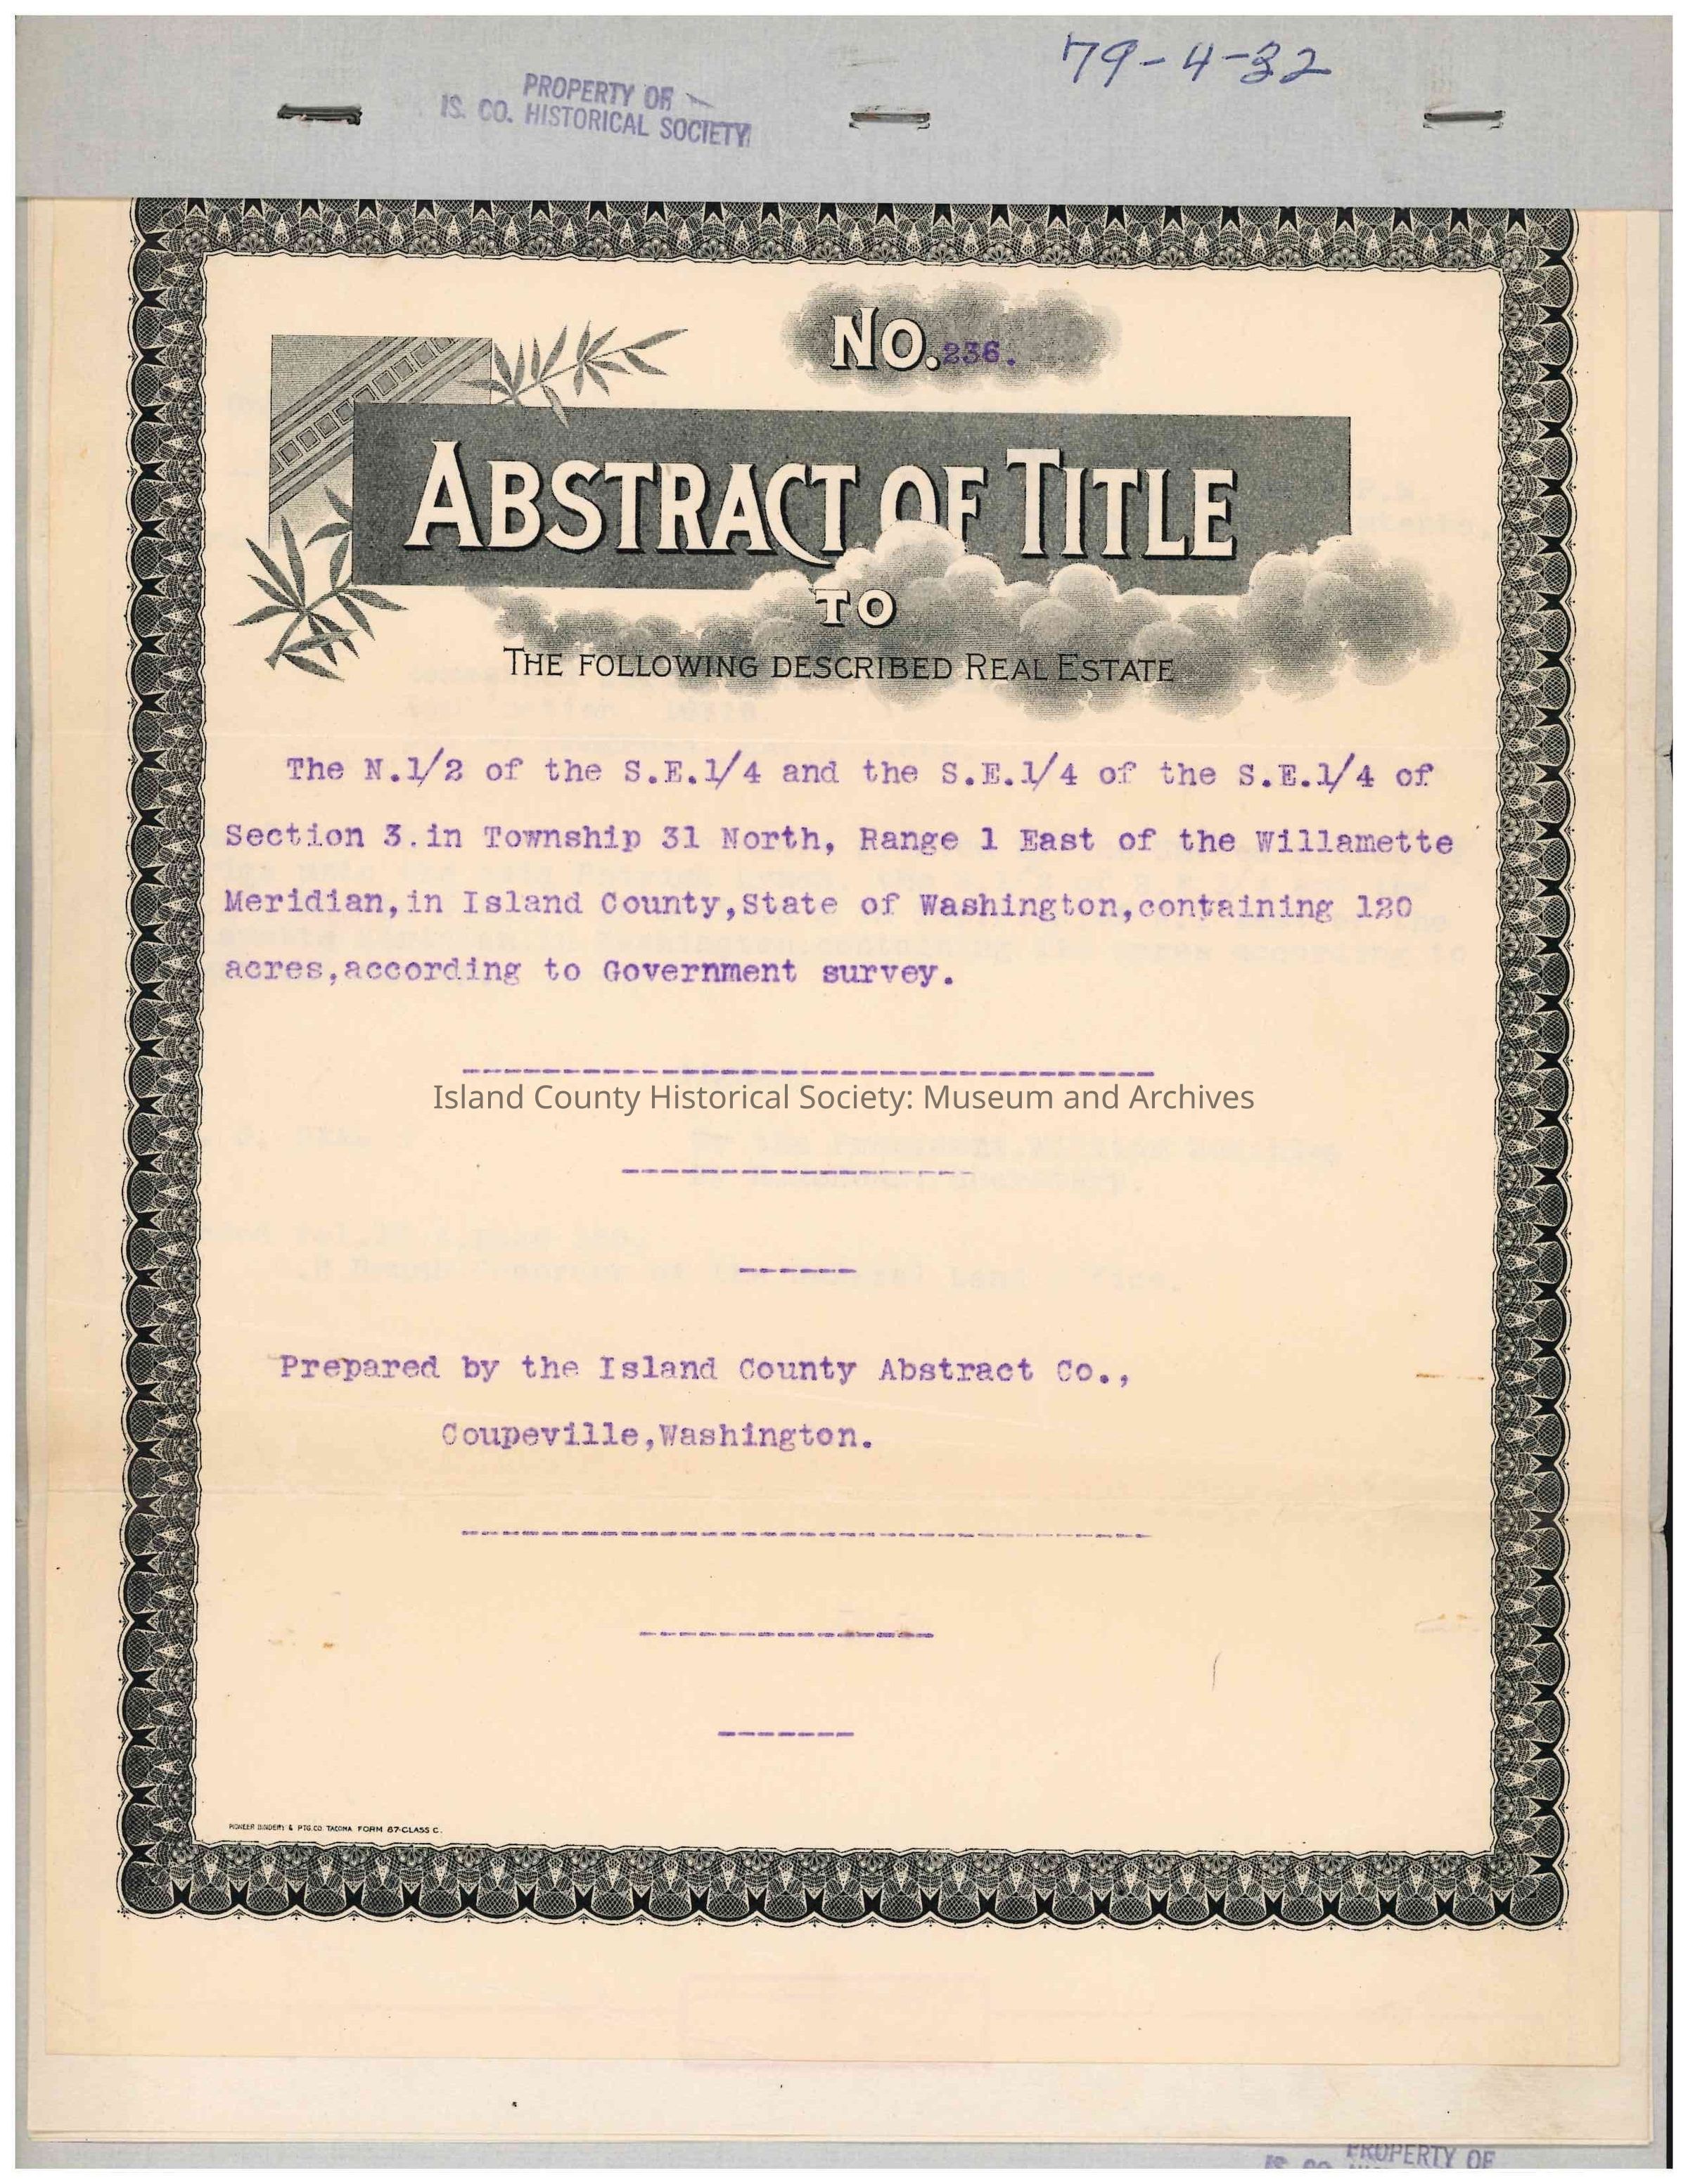 79-4-32
PROPERTY OF
IS. CO. HISTORICAL SOCIETY
NO. 236.
ABSTRACT OF TITLE
TO
THE FOLLOWING DESCRIBED REAL ESTATE
The N.1/2 of the S.E.1/4 and the S.E.1/4 of the S.E.1/4 of
Section 3.in Township 31 North, Range 1 East of the Willamette
Meridian,in Island County,State of Washington,containing 120
acres,according to Government survey.
Island County Historical Society: Museum and Archives
Prepared by the Island County Abstract Co.,
Coupeville,Washington.
PIONEER BINDERY & PTG.CO. TACOMA FORM 67-CLASS C.
PROPERTY OF
IS. CO.